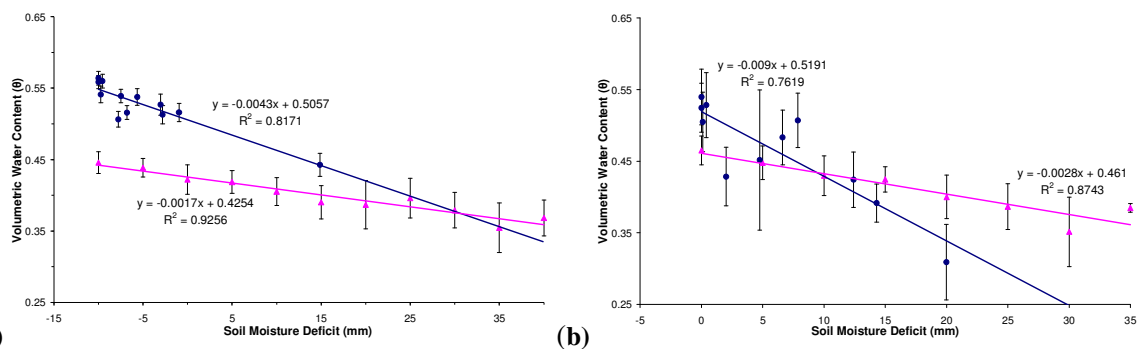 0.65
0.55
0.45
0.35
0.25
Volumetric Water Content (θ)
y = -0.0043x + 0.5057
R² = 0.8171
y = -0.0017x + 0.4254
R² = 0.9256
-15 -5 5 15 25 35
Soil Moisture Deficit (mm)
)
(b)
0.65
0.55
0.45
0.35
0.25
Volumetric Water Content (θ)
y = -0.009x + 0.5191
R² = 0.7619
y = -0.0028x + 0.461
R² = 0.8743
-5 0 5 10 15 20 25 30 35
Soil Moisture Deficit (mm)